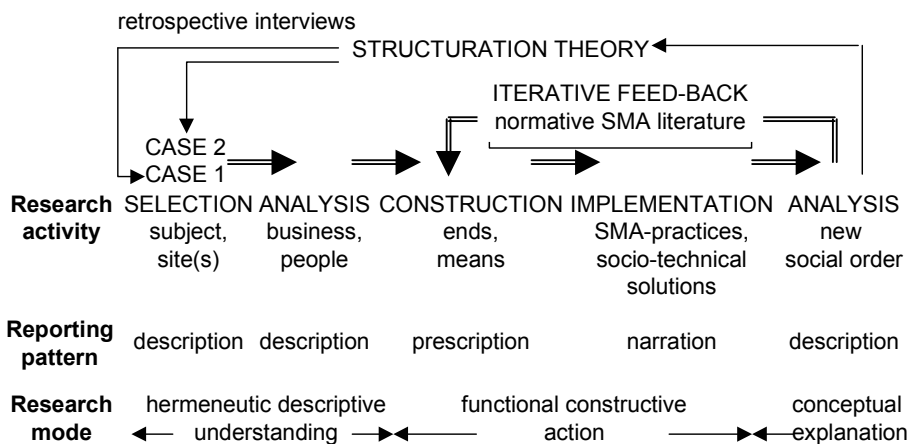 retrospective interviews
STRUCTURATION THEORY
ITERATIVE FEED-BACK
normative SMA literature
CASE 2
CASE 1
Research activity
SELECTION ANALYSIS CONSTRUCTION IMPLEMENTATION ANALYSIS
subject, business, ends, SMA-practices, new
site(s) people means socio-technical social order
solutions
Reporting pattern
description description prescription narration description
Research hermeneutic descriptive functional constructive conceptual
mode understanding action explanation